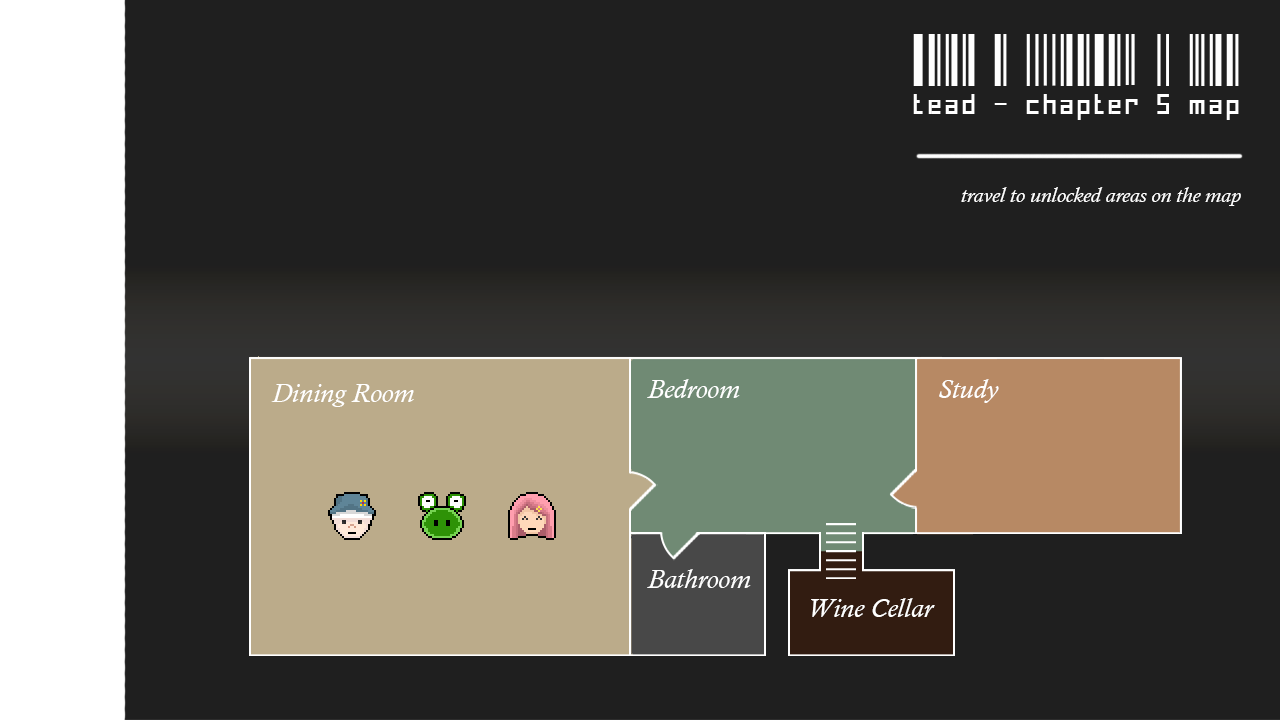 tead - chapter 5 map
travel to unlocked areas on the map
Dining Room
Bedroom
Study
Bathroom
Wine Cellar